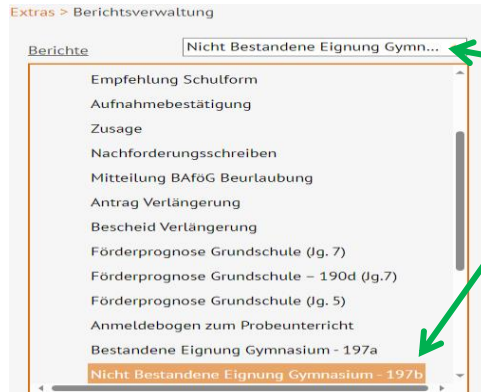 Extras > Berichtsverwaltung
Berichte Nicht Bestandene Eignung Gymn...
Empfehlung Schulform
Aufnahmebestätigung
Zusage
Nachforderungsschreiben
Mitteilung BAföG Beurlaubung
Antrag Verlängerung
Bescheid Verlängerung
Förderprognose Grundschule (Jg. 7)
Förderprognose Grundschule – 190d (Jg.7)
Förderprognose Grundschule (Jg. 5)
Anmeldebogen zum Probeunterricht
Bestandene Eignung Gymnasium - 197a
Nicht Bestandene Eignung Gymnasium - 197b